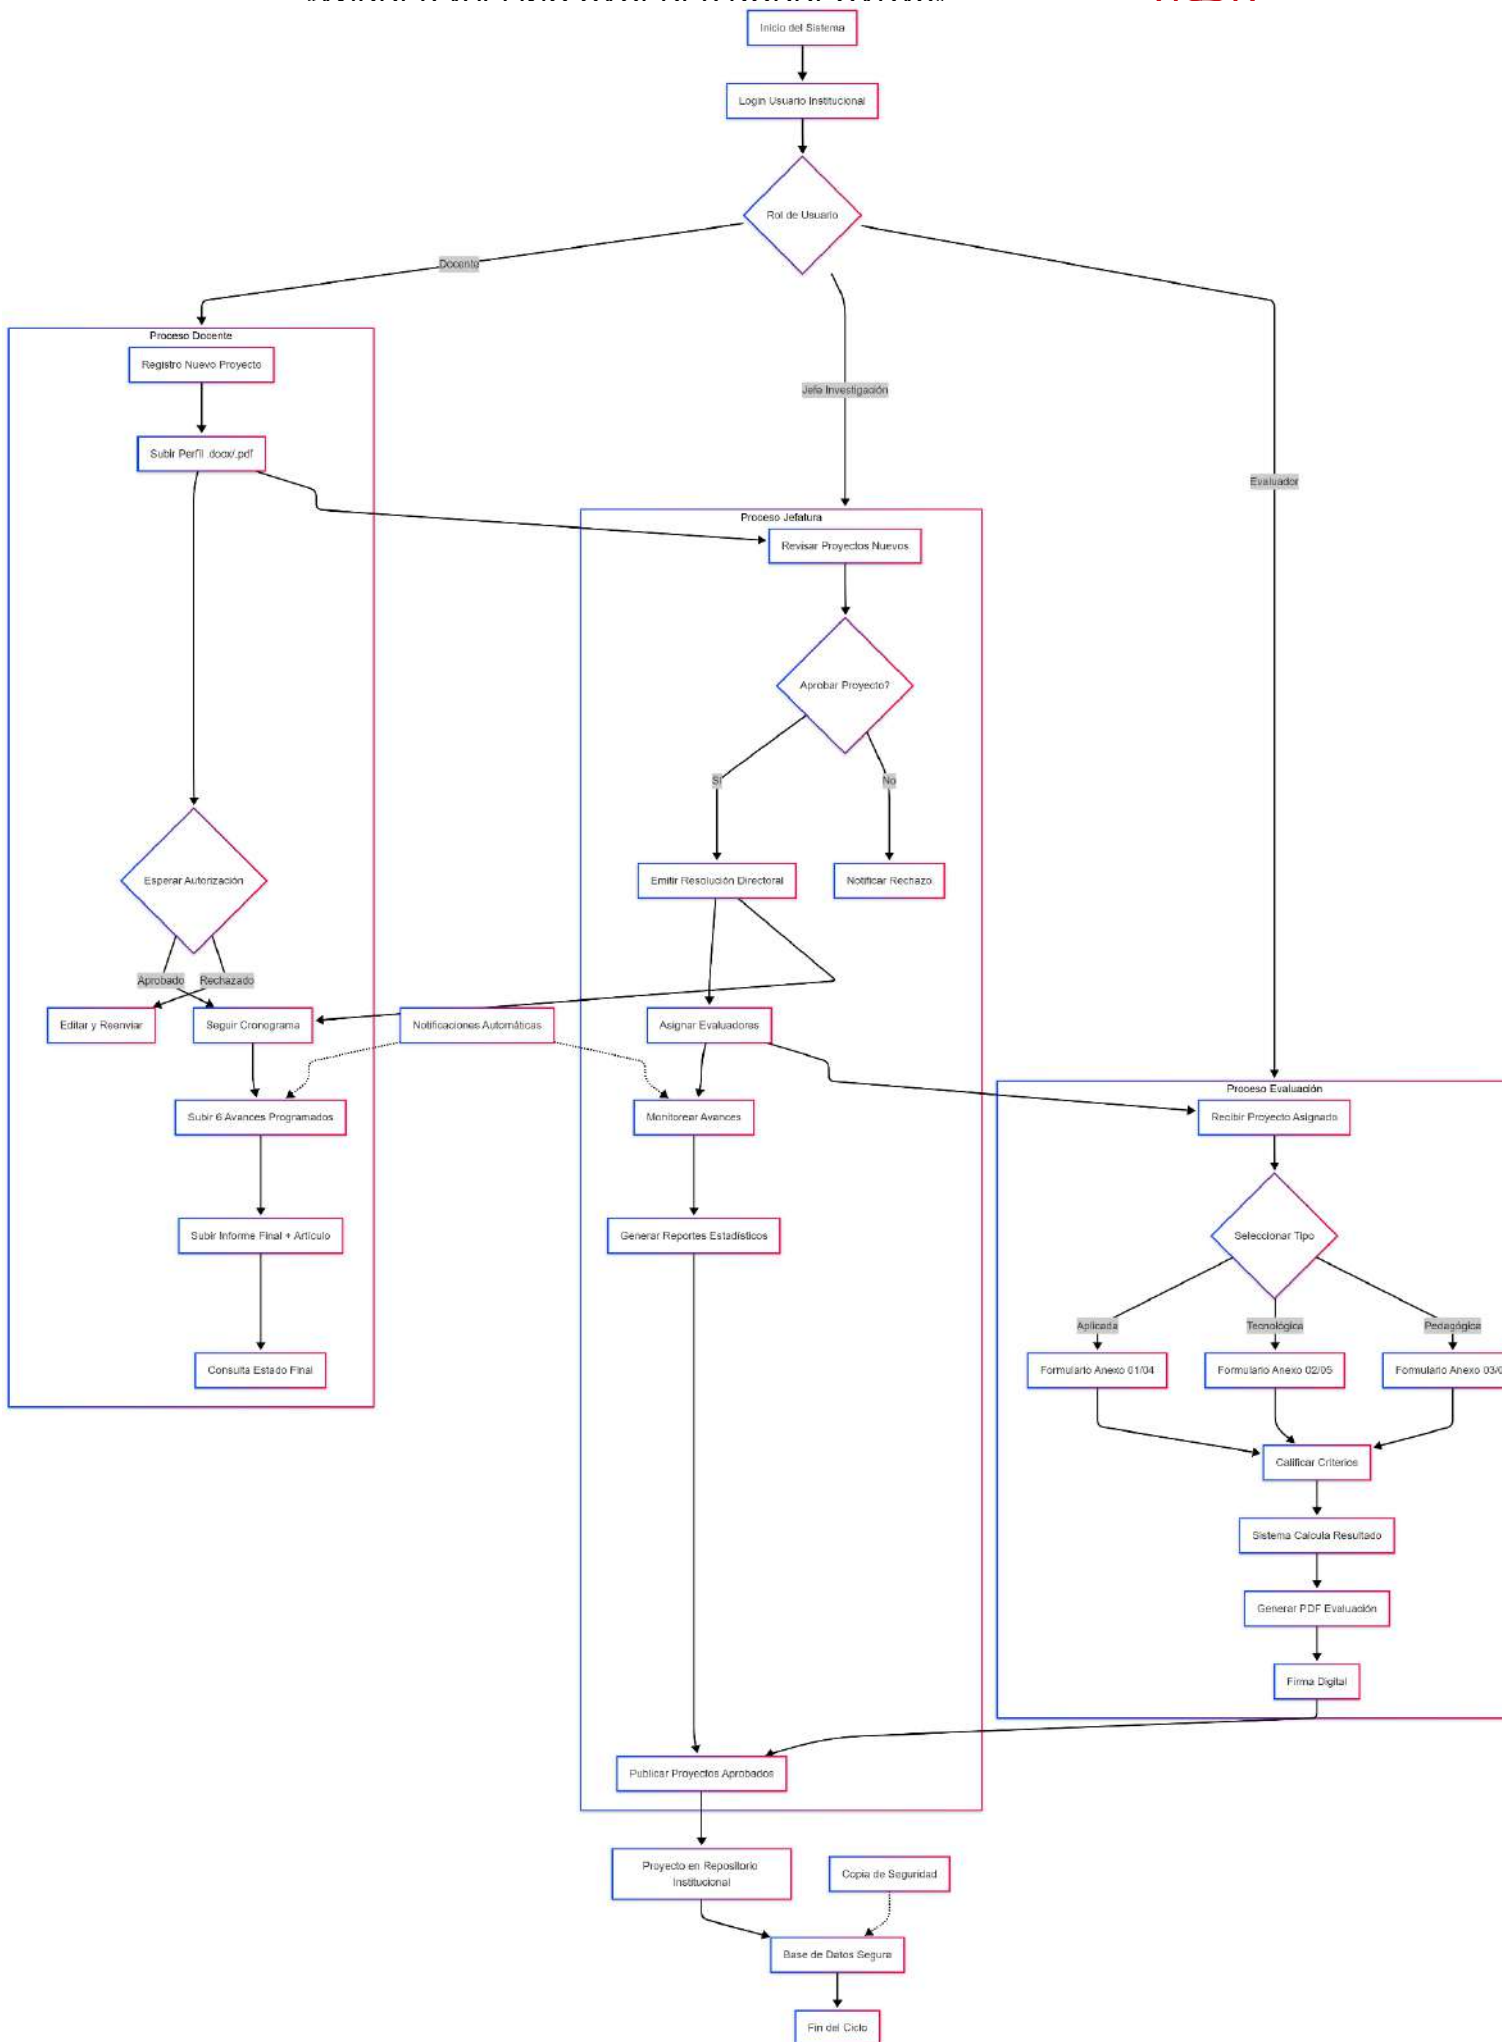 Inicio del Sistema
Login Usuario Institucional
Rol de Usuario
Docente
Jefe Investigación
Evaluador
Proceso Docente
Registro Nuevo Proyecto
Subir Perfil .docx/.pdf
Proceso Jefatura
Revisar Proyectos Nuevos
Aprobar Proyecto?
Sí
No
Esperar Autorización
Emitir Resolución Directoral
Notificar Rechazo
Aprobado
Rechazado
Editar y Reenviar
Seguir Cronograma
Notificaciones Automáticas
Asignar Evaluadores
Proceso Evaluación
Subir 6 Avances Programados
Monitorear Avances
Recibir Proyecto Asignado
Subir Informe Final + Artículo
Generar Reportes Estadísticos
Seleccionar Tipo
Aplicada
Tecnológica
Pedagógica
Consulta Estado Final
Formulario Anexo 01/04
Formulario Anexo 02/05
Formulario Anexo 03/0
Calificar Criterios
Sistema Calcula Resultado
Generar PDF Evaluación
Firma Digital
Publicar Proyectos Aprobados
Proyecto en Repositorio
Institucional
Copia de Seguridad
Base de Datos Segura
Fin del Ciclo